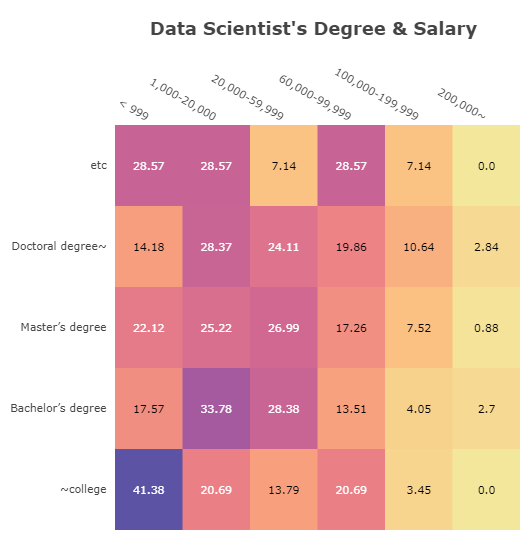 Data Scientist's Degree & Salary
< 999 1,000-20,000 20,000-59,999 60,000-99,999 100,000-199,999 200,000~
etc 28.57 28.57 7.14 28.57 7.14 0.0
Doctoral degree~ 14.18 28.37 24.11 19.86 10.64 2.84
Master’s degree 22.12 25.22 26.99 17.26 7.52 0.88
Bachelor’s degree 17.57 33.78 28.38 13.51 4.05 2.7
~college 41.38 20.69 13.79 20.69 3.45 0.0